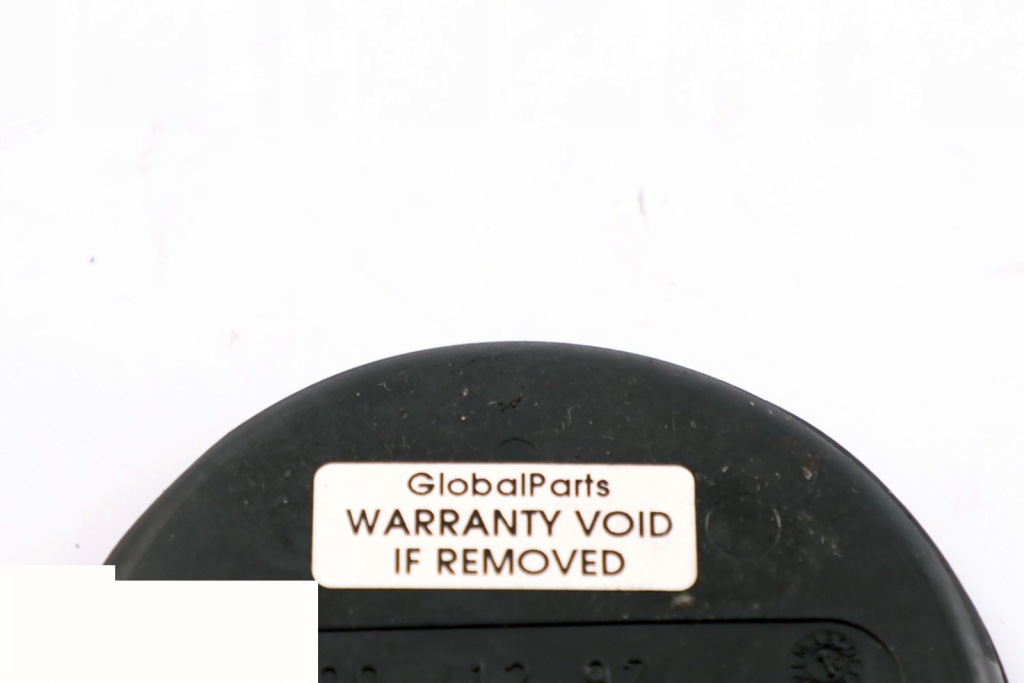 GlobalParts
WARRANTY VOID
IF REMOVED